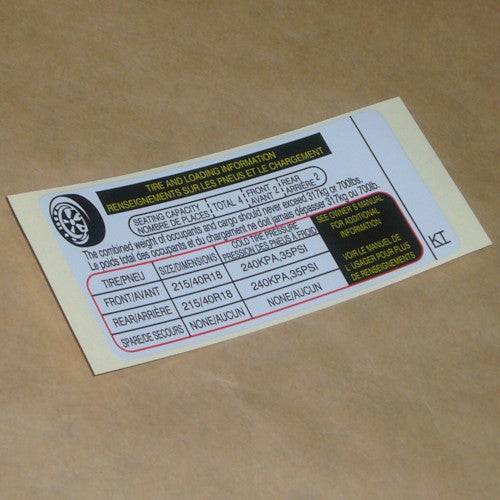 TIRE AND LOADING INFORMATION
RENSEIGNEMENTS SUR LES PNEUS ET LE CHARGEMENT
SEATING CAPACITY TOTAL 4 FRONT 2 REAR 2
NOMBRE DE PLACES AVANT ARRIÈRE
The combined weight of occupants and cargo should never exceed 317kg or 700lbs.
Le poids total des occupants et du chargement ne doit jamais dépasser 317kg ou 700lb.
TIRE/PNEU SIZE/DIMENSIONS COLD TIRE PRESSURE
PRESSION DES PNEUS À FROID
FRONT/AVANT 215/40R18 240KPA,35PSI
REAR/ARRIÈRE 215/40R18 240KPA,35PSI
SPARE/DE SECOURS NONE/AUCUN NONE/AUCUN
SEE OWNER'S MANUAL
FOR ADDITIONAL
INFORMATION
VOIR LE MANUEL DE
L'USAGER POUR PLUS
DE RENSEIGNEMENTS
KT